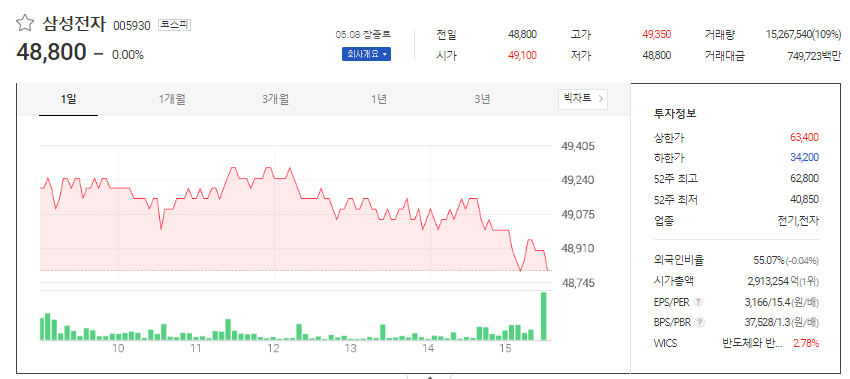 삼성전자 005930 코스피
48,800 – 0.00%
05.08 장종료
회사개요
전일 48,800 고가 49,350 거래량 15,267,540(109%)
시가 49,100 저가 48,800 거래대금 749,723백만
1일 1개월 3개월 1년 3년 빅차트
49,405
49,240
49,075
48,910
48,745
10 11 12 13 14 15
투자정보
상한가 63,400
하한가 34,200
52주 최고 62,800
52주 최저 40,850
업종 전기,전자
외국인비율 55.07%(-0.04%)
시가총액 2,913,254억(1위)
EPS/PER ? 3,166/15.4(원/배)
BPS/PBR ? 37,528/1.3(원/배)
WICS 반도체와 반... 2.78%